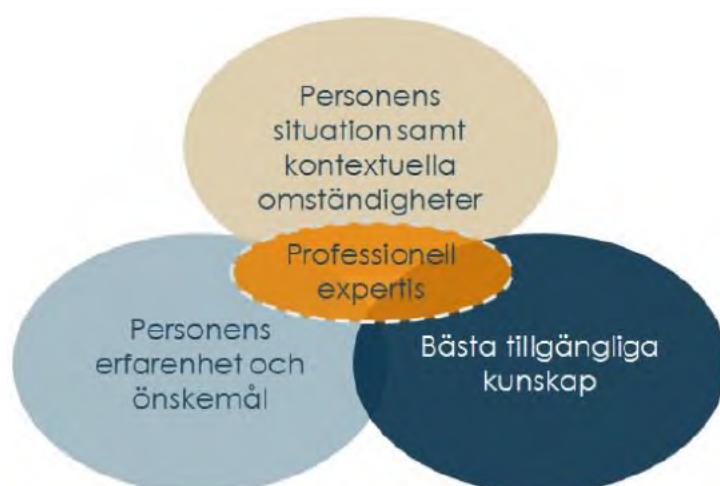 Personens
situation samt
kontextuella
omständigheter
Professionell
expertis
Personens
erfarenhet och
önskemål
Bästa tillgängliga
kunskap